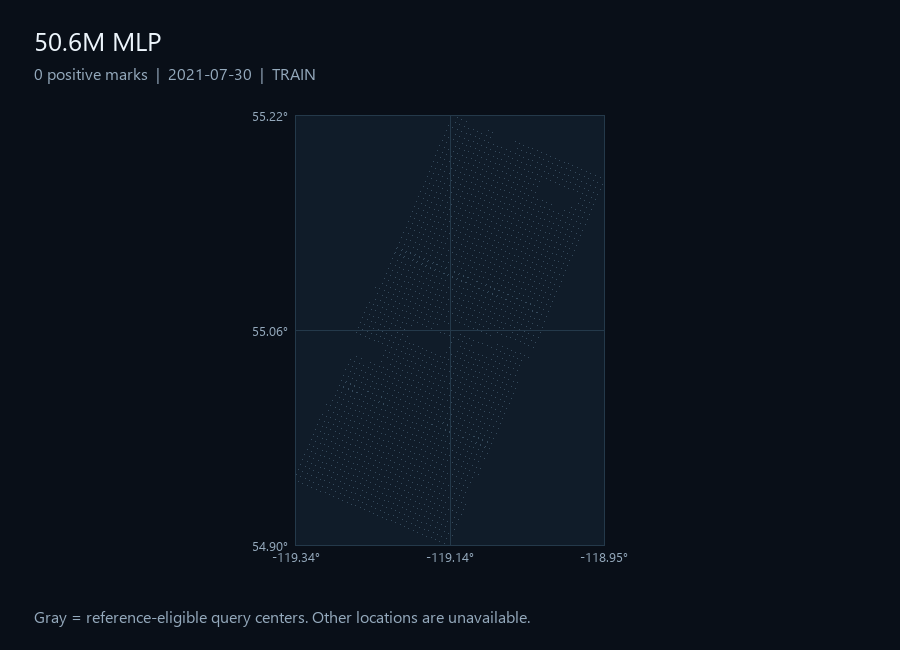 50.6M MLP
0 positive marks | 2021-07-30 | TRAIN
55.22°
55.06°
54.90°
-119.34°
-119.14°
-118.95°
Gray = reference-eligible query centers. Other locations are unavailable.